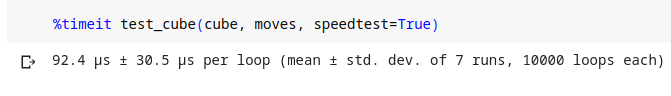 %timeit test_cube(cube, moves, speedtest=True)
92.4 µs ± 30.5 µs per loop (mean ± std. dev. of 7 runs, 10000 loops each)